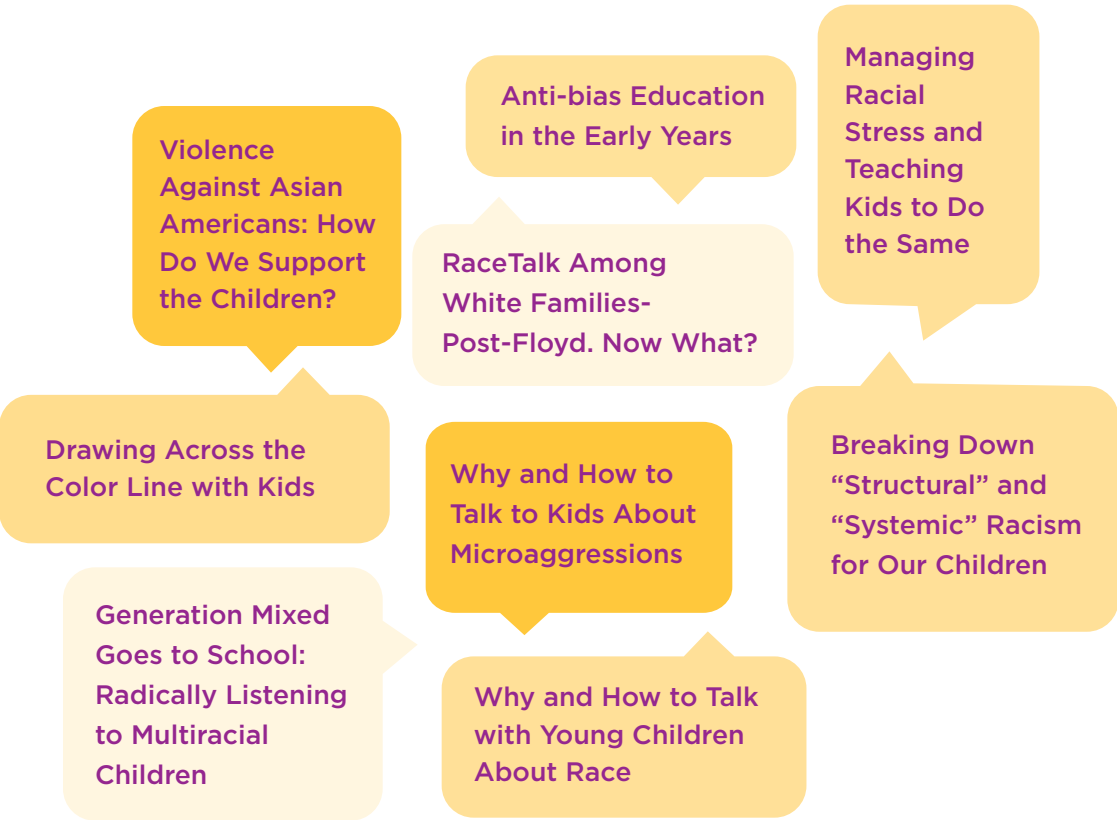 Violence
Against Asian
Americans: How
Do We Support
the Children?
Anti-bias Education
in the Early Years
Managing
Racial
Stress and
Teaching
Kids to Do
the Same
RaceTalk Among
White Families-
Post-Floyd. Now What?
Drawing Across the
Color Line with Kids
Why and How to
Talk to Kids About
Microaggressions
Breaking Down
“Structural” and
“Systemic” Racism
for Our Children
Generation Mixed
Goes to School:
Radically Listening
to Multiracial
Children
Why and How to Talk
with Young Children
About Race